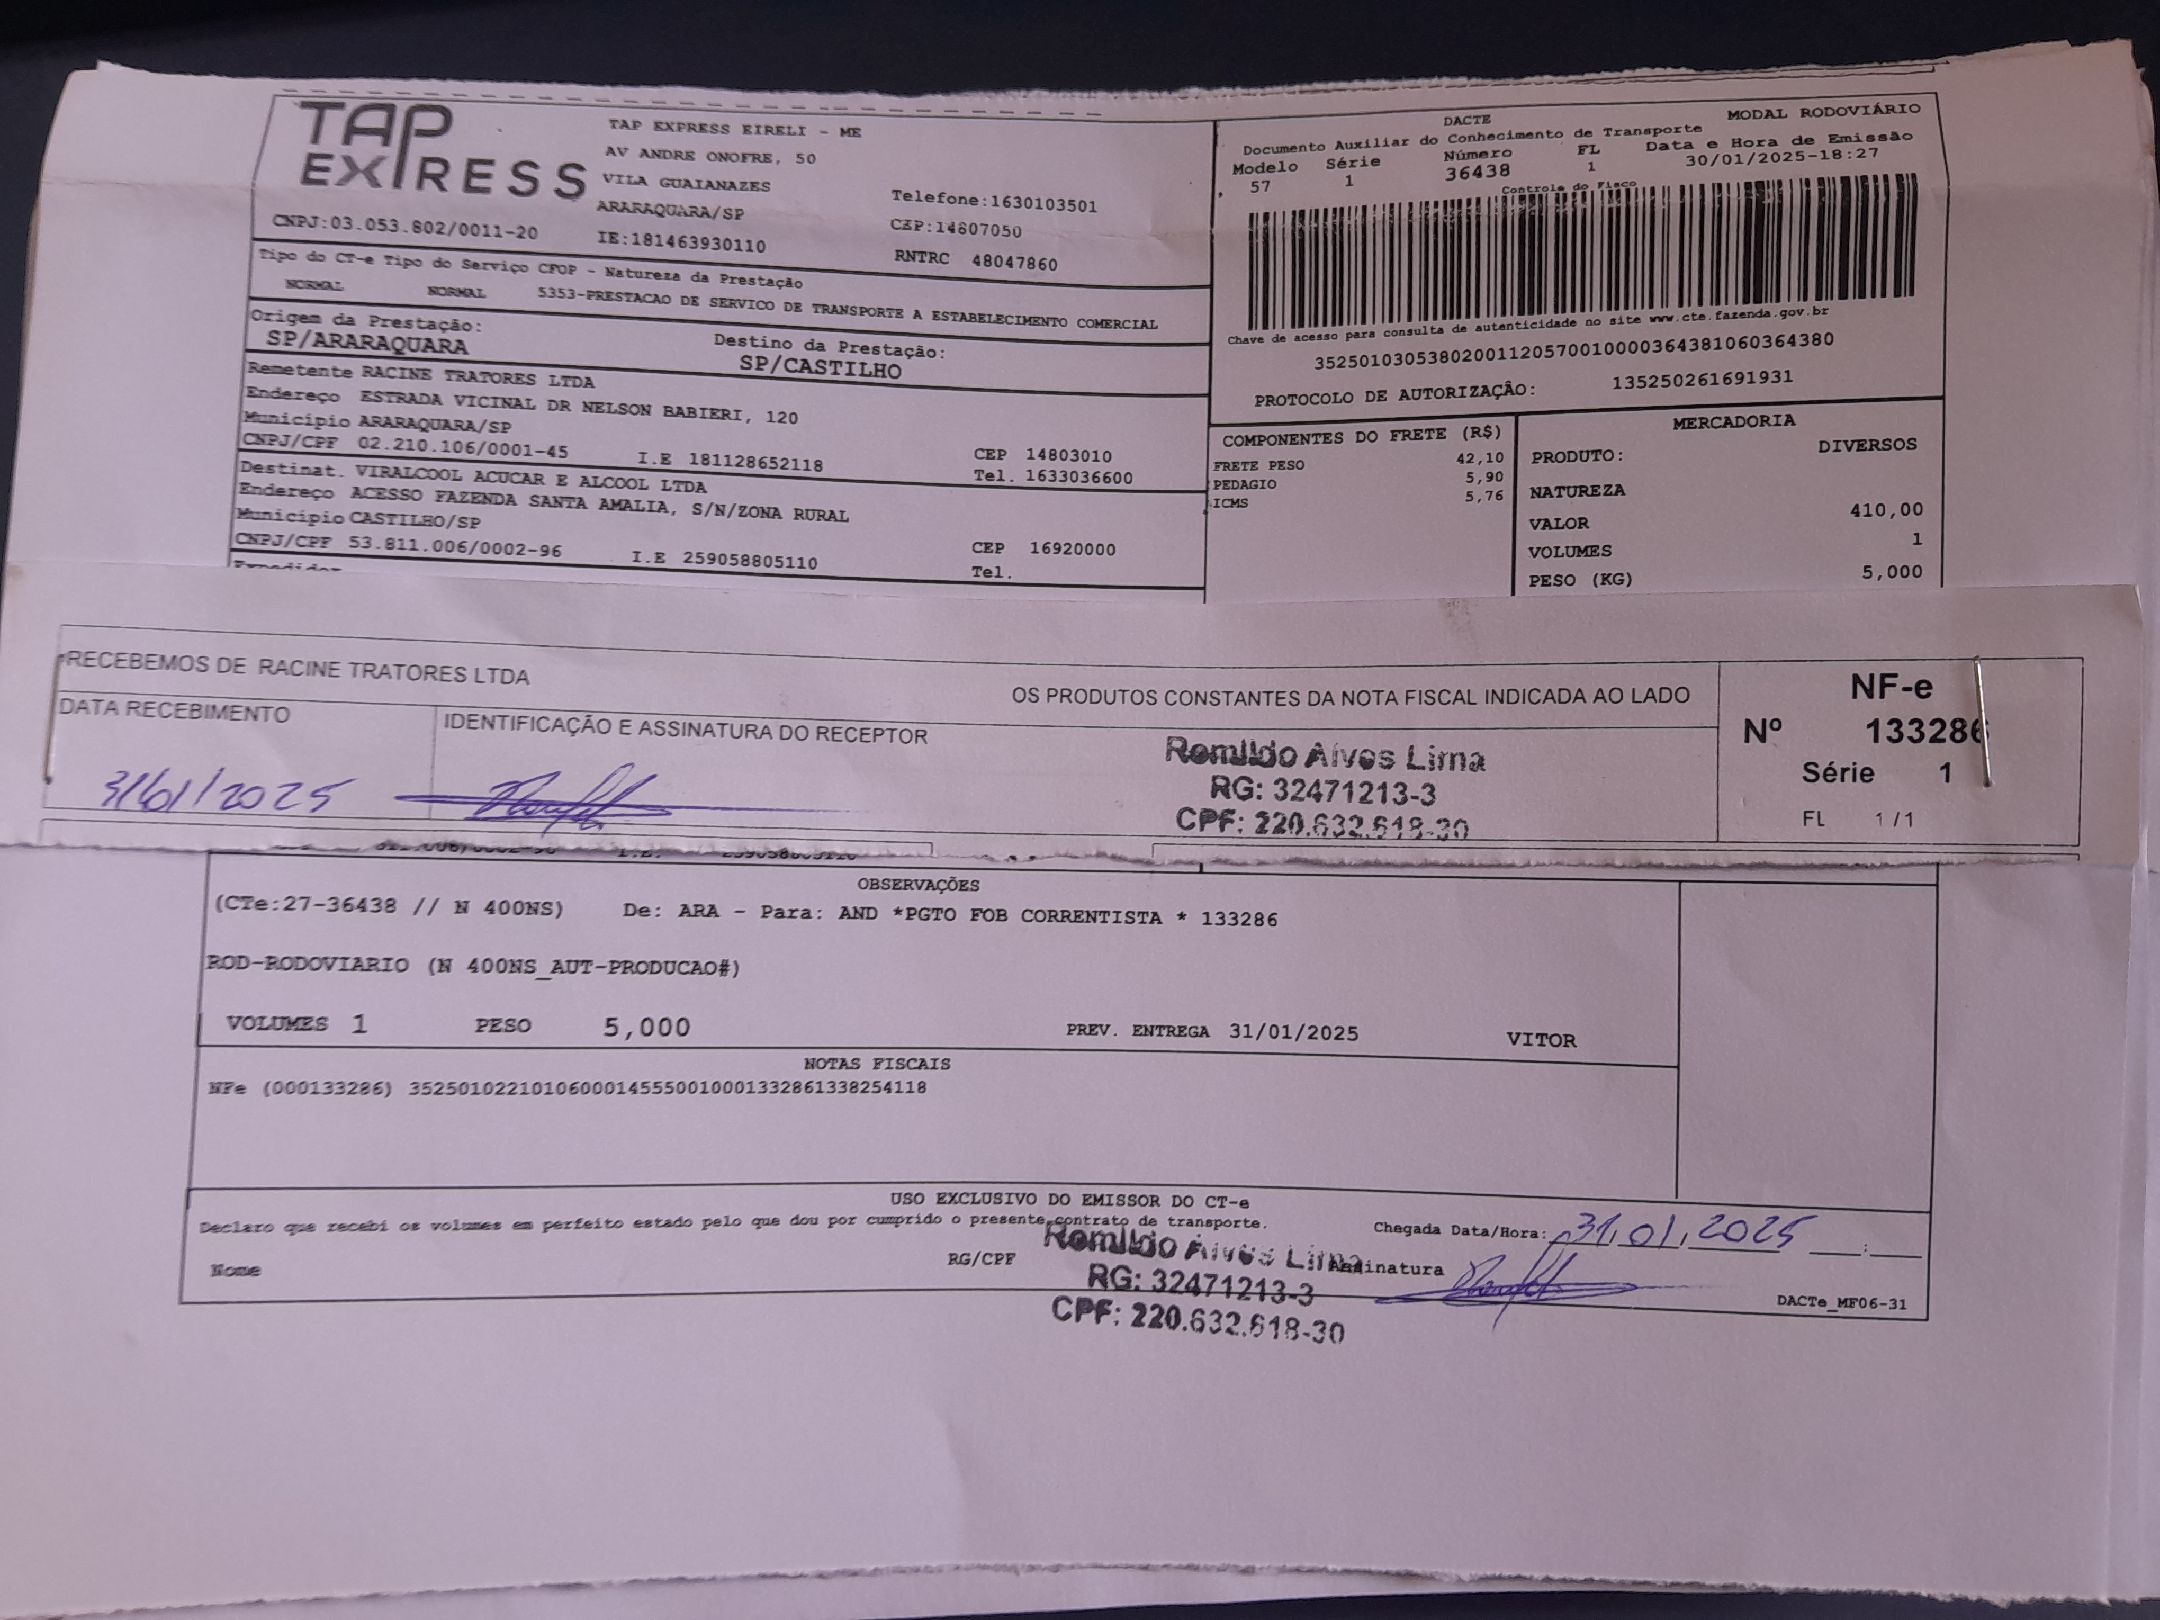 TAP
EXPRESS
TAP EXPRESS EIRELI - ME
AV ANDRE ONOFRE, 50
VILA GUAIANAZES
ARARAQUARA/SP
Telefone:1630103501
CEP:14807050
CNPJ:03.053.802/0011-20
IE:181463930110
RNTRC 48047860
DACTE
MODAL RODOVIÁRIO
Documento Auxiliar do Conhecimento de Transporte
Modelo Série Número FL Data e Hora de Emissão
57 1 36438 1 30/01/2025-18:27
Controle do Fisco
Chave de acesso para consulta de autenticidade no site www.cte.fazenda.gov.br
35250103053802001120570010000364381060364380
PROTOCOLO DE AUTORIZAÇÃO: 135250261691931
Tipo do CT-e Tipo do Serviço CFOP - Natureza da Prestação
NORMAL NORMAL 5353-PRESTACAO DE SERVICO DE TRANSPORTE A ESTABELECIMENTO COMERCIAL
Origem da Prestação: Destino da Prestação:
SP/ARARAQUARA SP/CASTILHO
Remetente RACINE TRATORES LTDA
Endereço ESTRADA VICINAL DR NELSON BABIERI, 120
Município ARARAQUARA/SP CEP 14803010
CNPJ/CPF 02.210.106/0001-45 I.E 181128652118 Tel. 1633036600
Destinat. VIRALCOOL ACUCAR E ALCOOL LTDA
Endereço ACESSO FAZENDA SANTA AMALIA, S/N/ZONA RURAL
Município CASTILHO/SP CEP 16920000
CNPJ/CPF 53.811.006/0002-96 I.E 259058805110 Tel.
COMPONENTES DO FRETE (R$)
FRETE PESO 42,10
PEDAGIO 5,90
ICMS 5,76
MERCADORIA
PRODUTO: DIVERSOS
NATUREZA
VALOR 410,00
VOLUMES 1
PESO (KG) 5,000
RECEBEMOS DE RACINE TRATORES LTDA OS PRODUTOS CONSTANTES DA NOTA FISCAL INDICADA AO LADO
DATA RECEBIMENTO IDENTIFICAÇÃO E ASSINATURA DO RECEPTOR
31/01/2025
Romildo Alves Lima
RG: 32471213-3
CPF: 220.632.618-30
NF-e
Nº 133286
Série 1
FL 1/1
OBSERVAÇÕES
(CTe:27-36438 // N 400NS) De: ARA - Para: AND *PGTO FOB CORRENTISTA * 133286
ROD-RODOVIARIO (N 400NS_AUT-PRODUCAO#)
VOLUMES 1 PESO 5,000 PREV. ENTREGA 31/01/2025 VITOR
NOTAS FISCAIS
NFe (000133286) 35250102210106000145550010001332861338254118
USO EXCLUSIVO DO EMISSOR DO CT-e
Declaro que recebi os volumes em perfeito estado pelo que dou por cumprido o presente contrato de transporte.
Chegada Data/Hora: 31.01.2025
Nome RG/CPF Assinatura
Romildo Alves Lima
RG: 32471213-3
CPF: 220.632.618-30
DACTe_MF06-31